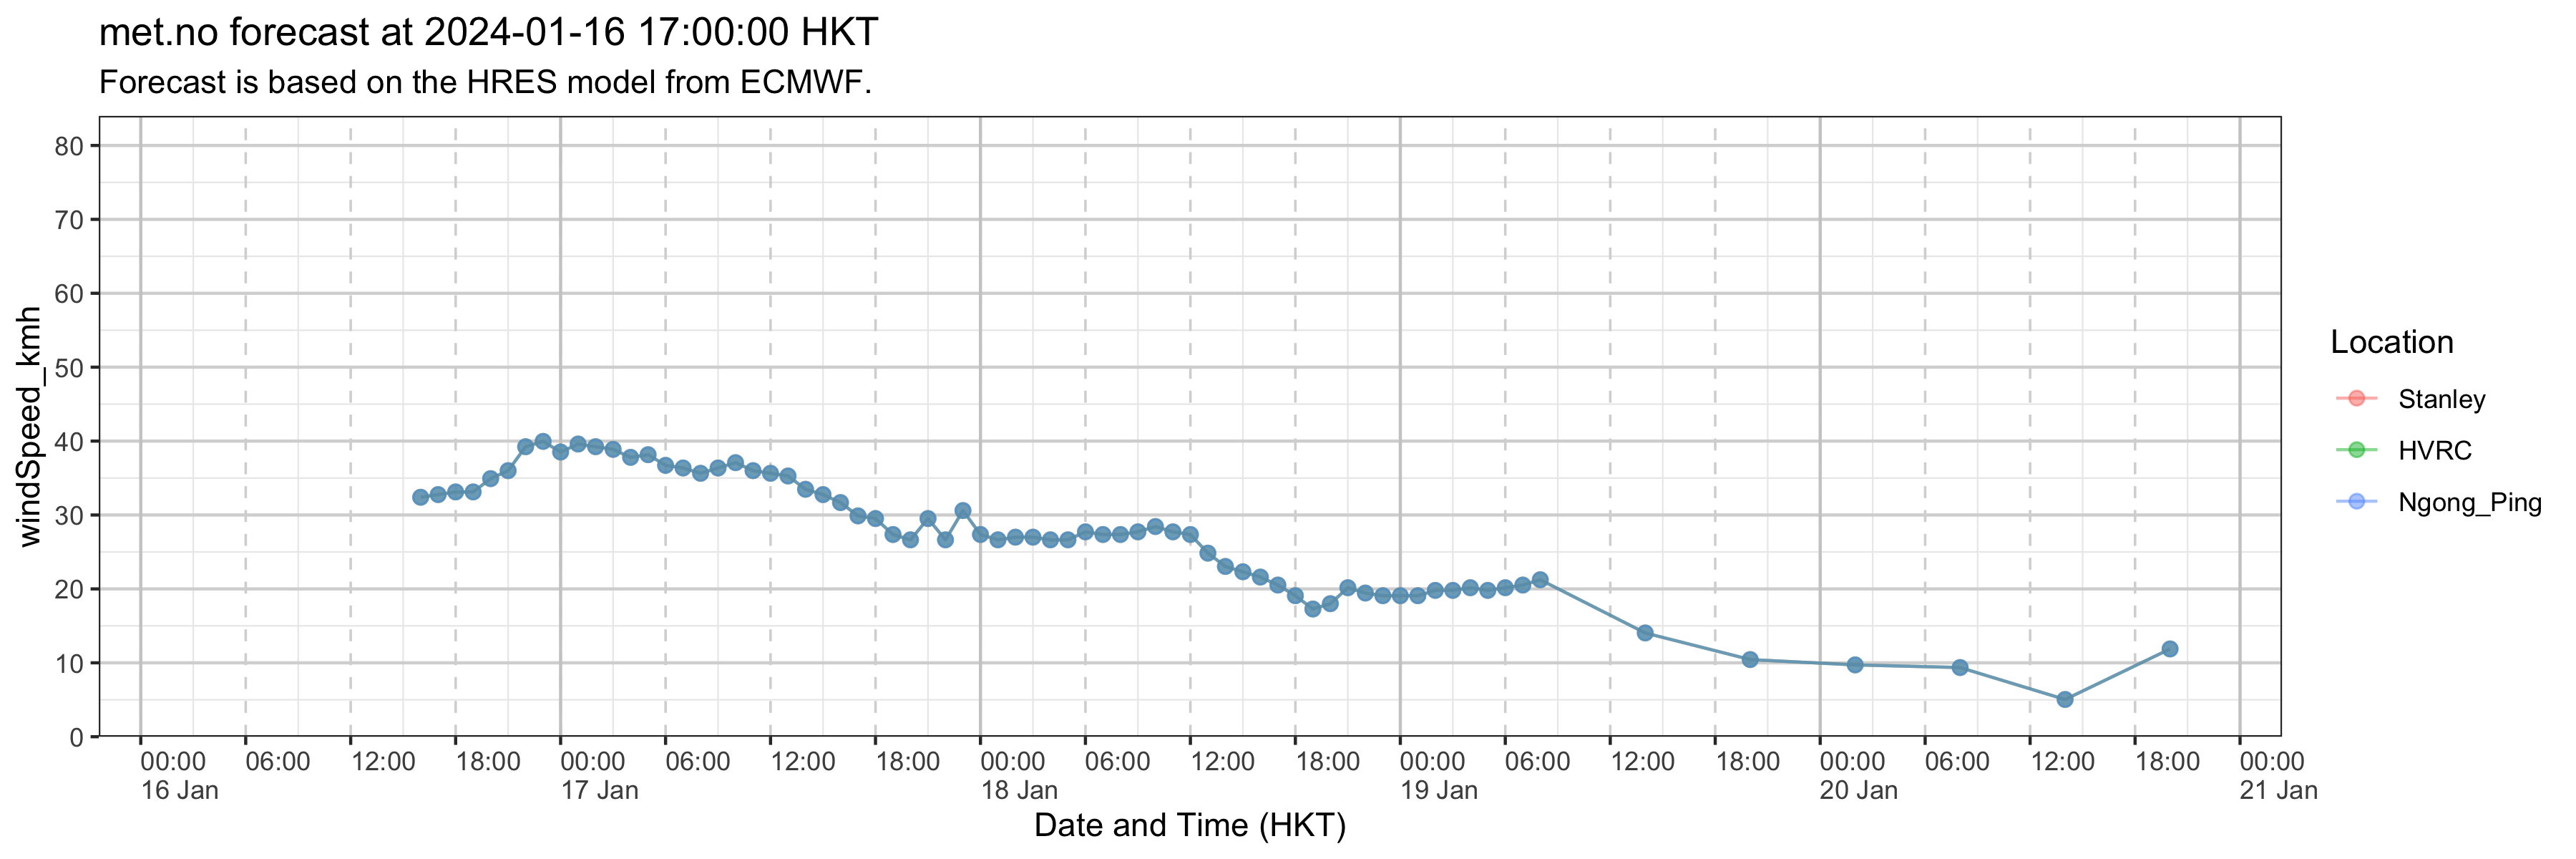 met.no forecast at 2024-01-16 17:00:00 HKT
Forecast is based on the HRES model from ECMWF.
windSpeed_kmh
80
70
60
50
40
30
20
10
0
00:00 06:00 12:00 18:00 00:00 06:00 12:00 18:00 00:00 06:00 12:00 18:00 00:00 06:00 12:00 18:00 00:00 06:00 12:00 18:00 00:00
16 Jan 17 Jan 18 Jan 19 Jan 20 Jan 21 Jan
Date and Time (HKT)
Location
Stanley
HVRC
Ngong_Ping